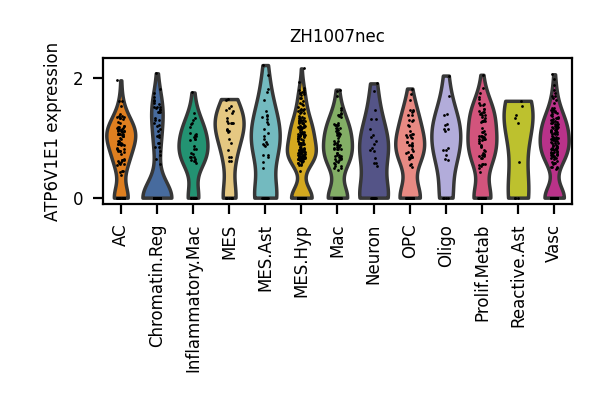 ZH1007nec
ATP6V1E1 expression
2
0
AC
Chromatin.Reg
Inflammatory.Mac
MES
MES.Ast
MES.Hyp
Mac
Neuron
OPC
Oligo
Prolif.Metab
Reactive.Ast
Vasc